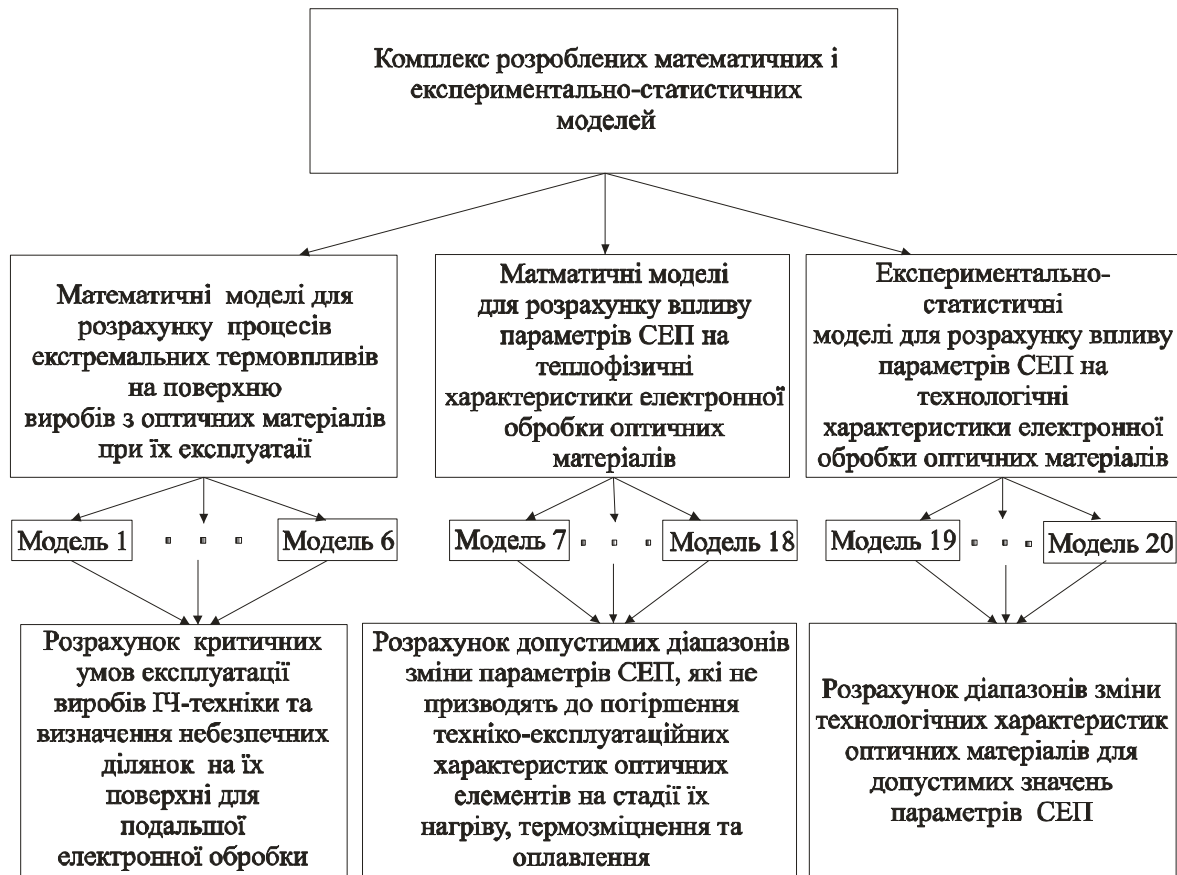 Комплекс розроблених математичних і
експериментально-статистичних
моделей
Математичні моделі для
розрахунку процесів
екстремальних термовпливів
на поверхню
виробів з оптичних матеріалів
при їх експлуатаії
Матматичні моделі
для розрахунку впливу
параметрів СЕП на
теплофізичні
характеристики електронної
обробки оптичних
матеріалів
Експериментально-
статистичні
моделі для розрахунку впливу
параметрів СЕП на
технологічні
характеристики електронної
обробки оптичних матеріалів
Модель 1
Модель 6
Модель 7
Модель 18
Модель 19
Модель 20
Розрахунок критичних
умов експлуатації
виробів ІЧ-техніки та
визначення небезпечних
ділянок на їх
поверхні для
подальшої
електронної обробки
Розрахунок допустимих діапазонів
зміни параметрів СЕП, які не
призводять до погіршення
техніко-експлуатаційних
характеристик оптичних
елементів на стадії їх
нагріву, термозміцнення та
оплавлення
Розрахунок діапазонів зміни
технологічних характеристик
оптичних матеріалів для
допустимих значень
параметрів СЕП